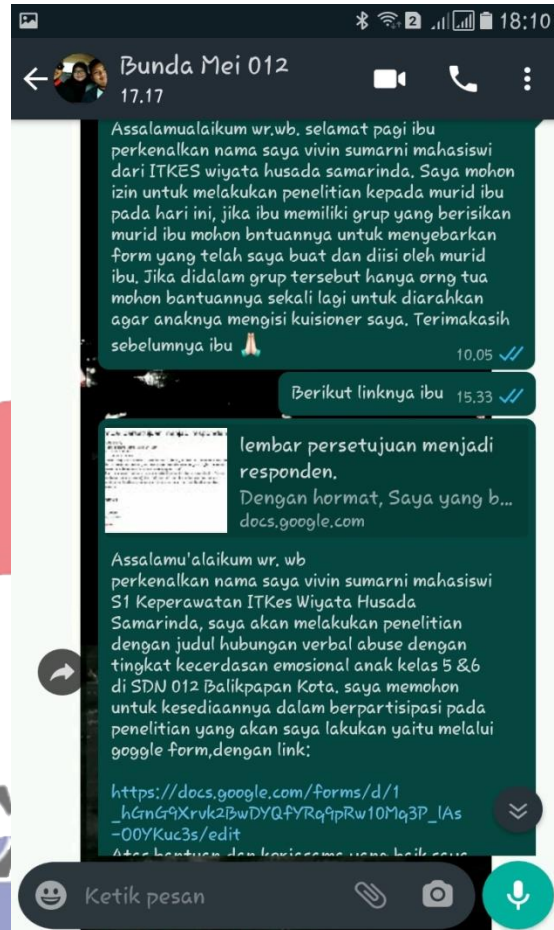 2 18:10
Bunda Mei 012
17.17
Assalamualaikum wr.wb. selamat pagi ibu
perkenalkan nama saya vivin sumarni mahasiswi
dari ITKES wiyata husada samarinda. Saya mohon
izin untuk melakukan penelitian kepada murid ibu
pada hari ini, jika ibu memiliki grup yang berisikan
murid ibu mohon bntuannya untuk menyebarkan
form yang telah saya buat dan diisi oleh murid
ibu. Jika didalam grup tersebut hanya orng tua
mohon bantuannya sekali lagi untuk diarahkan
agar anaknya mengisi kuisioner saya. Terimakasih
sebelumnya ibu 🙏🏻
10.05
Berikut linknya ibu 15.33
lembar persetujuan menjadi
responden.
Dengan hormat, Saya yang b...
docs.google.com
Assalamu'alaikum wr. wb
perkenalkan nama saya vivin sumarni mahasiswi
S1 Keperawatan ITKes Wiyata Husada
Samarinda, saya akan melakukan penelitian
dengan judul hubungan verbal abuse dengan
tingkat kecerdasan emosional anak kelas 5 &6
di SDN 012 Balikpapan Kota. saya memohon
untuk kesediaannya dalam berpartisipasi pada
penelitian yang akan saya lakukan yaitu melalui
goggle form,dengan link:
https://docs.google.com/forms/d/1
_hGnG9Xrvk2BwDYQfYRq9pRw10Mq3P_lAs
-O0YKuc3s/edit
Atas bantuan dan kerjasama yang baik saya
Ketik pesan